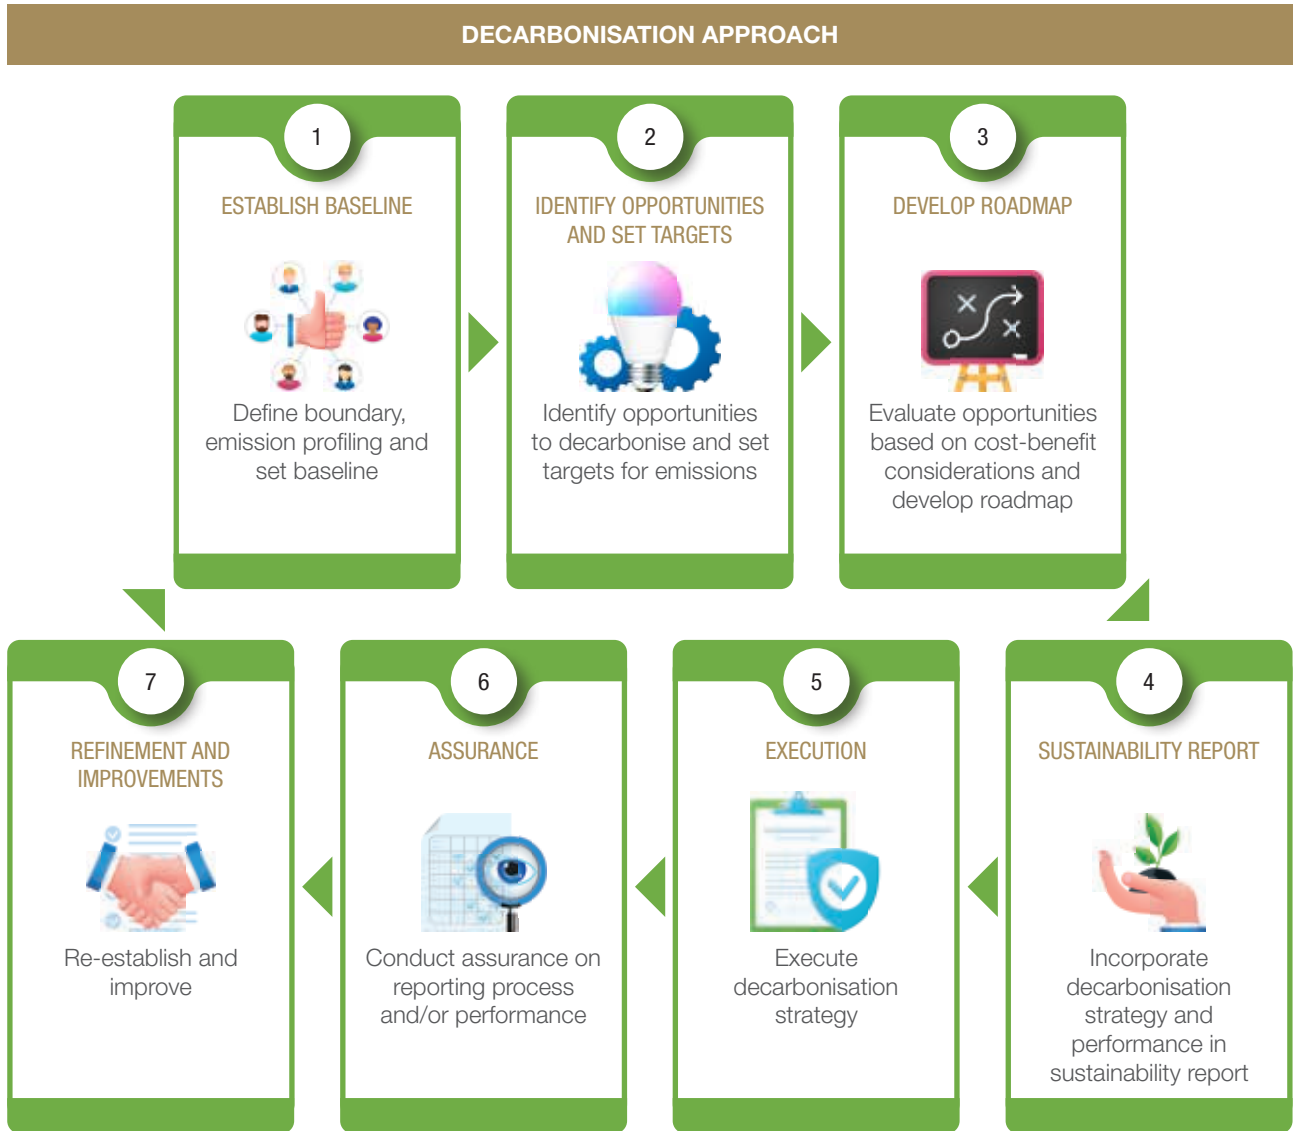 DECARBONISATION APPROACH
1
ESTABLISH BASELINE
Define boundary,
emission profiling and
set baseline
2
IDENTIFY OPPORTUNITIES
AND SET TARGETS
Identify opportunities
to decarbonise and set
targets for emissions
3
DEVELOP ROADMAP
Evaluate opportunities
based on cost-benefit
considerations and
develop roadmap
4
SUSTAINABILITY REPORT
Incorporate
decarbonisation
strategy and
performance in
sustainability report
5
EXECUTION
Execute
decarbonisation
strategy
6
ASSURANCE
Conduct assurance on
reporting process
and/or performance
7
REFINEMENT AND
IMPROVEMENTS
Re-establish and
improve